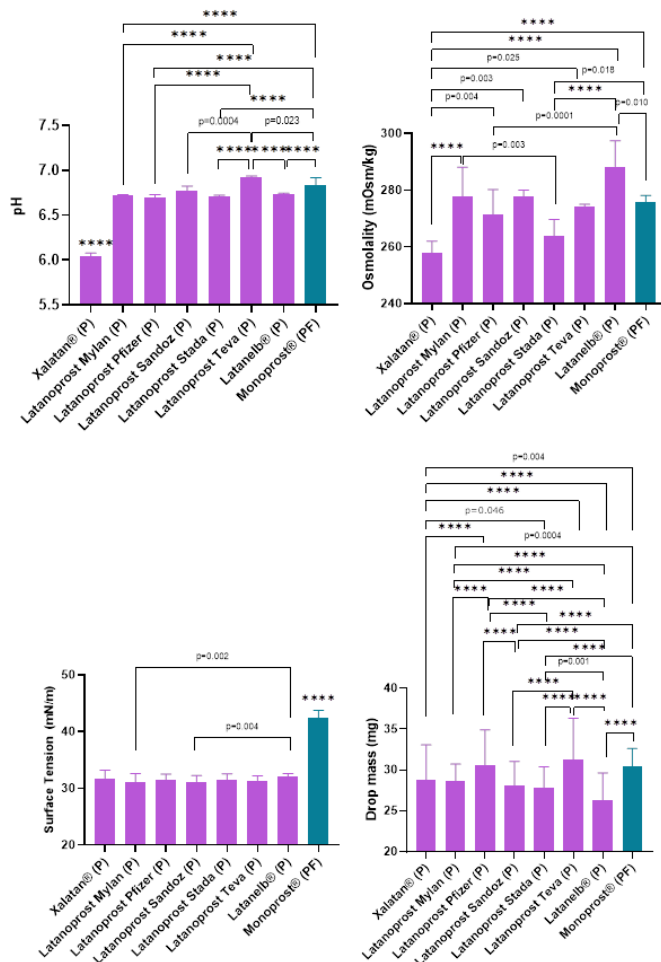 ****
****
****
****
****
p=0.0004
p=0.023
****
****
****
****
7.5
7.0
6.5
6.0
5.5
pH
Xalatan® (P)
Latanoprost Mylan (P)
Latanoprost Pfizer (P)
Latanoprost Sandoz (P)
Latanoprost Stada (P)
Latanoprost Teva (P)
Latanelb® (P)
Monoprost® (PF)
****
****
p=0.025
p=0.018
p=0.003
****
p=0.004
p=0.010
p=0.0001
****
p=0.003
300
280
260
240
Osmolality (mOsm/kg)
Xalatan® (P)
Latanoprost Mylan (P)
Latanoprost Pfizer (P)
Latanoprost Sandoz (P)
Latanoprost Stada (P)
Latanoprost Teva (P)
Latanelb® (P)
Monoprost® (PF)
p=0.002
****
p=0.004
50
40
30
20
Surface Tension (mN/m)
Xalatan® (P)
Latanoprost Mylan (P)
Latanoprost Pfizer (P)
Latanoprost Sandoz (P)
Latanoprost Stada (P)
Latanoprost Teva (P)
Latanelb® (P)
Monoprost® (PF)
p=0.004
****
****
p=0.046
****
p=0.0004
****
****
****
****
****
****
****
****
****
p=0.001
****
****
****
****
40
35
30
25
20
Drop mass (mg)
Xalatan® (P)
Latanoprost Mylan (P)
Latanoprost Pfizer (P)
Latanoprost Sandoz (P)
Latanoprost Stada (P)
Latanoprost Teva (P)
Latanelb® (P)
Monoprost® (PF)